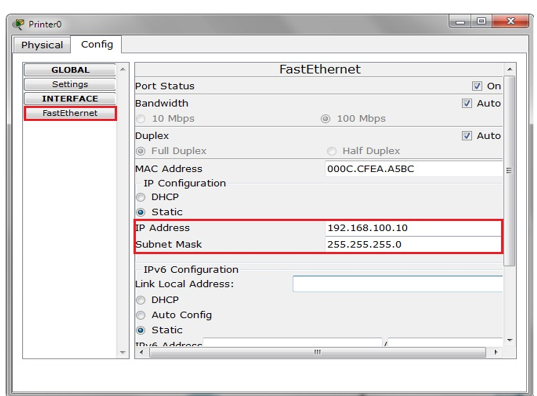 Printer0
Physical Config
GLOBAL
Settings
INTERFACE
FastEthernet
FastEthernet
Port Status On
Bandwidth Auto
10 Mbps 100 Mbps
Duplex Auto
Full Duplex Half Duplex
MAC Address 000C.CFEA.A5BC
IP Configuration
DHCP
Static
IP Address 192.168.100.10
Subnet Mask 255.255.255.0
IPv6 Configuration
Link Local Address:
DHCP
Auto Config
Static
IPv6 Address /